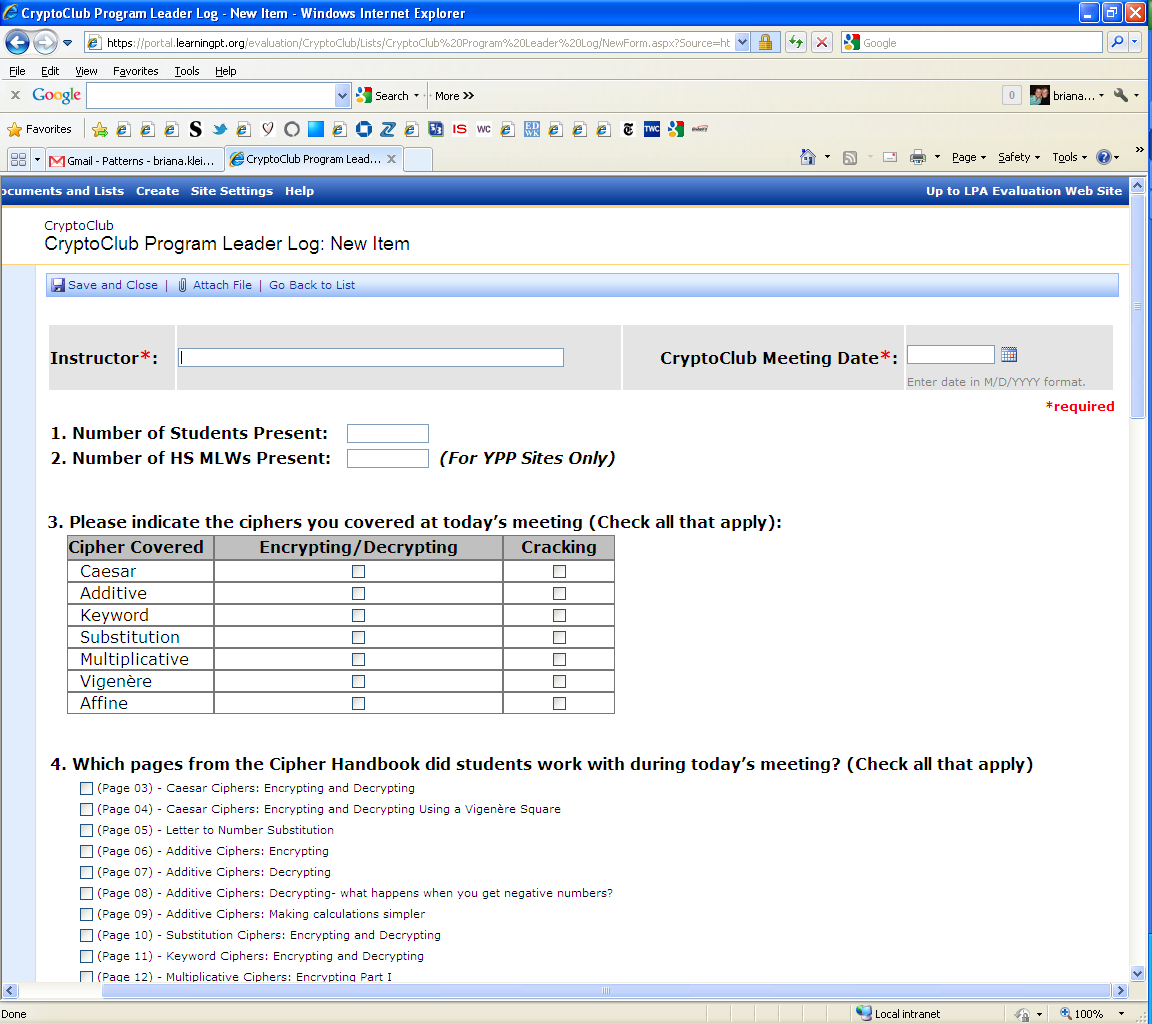 CryptoClub Program Leader Log - New Item - Windows Internet Explorer
https://portal.learningpt.org/evaluation/CryptoClub/Lists/CryptoClub%20Program%20Leader%20Log/NewForm.aspx?Source=ht
Google
File Edit View Favorites Tools Help
x Google Search More >> 0 briana...
Favorites S Z IS WC ED WK TWC
Gmail - Patterns - briana.klei... CryptoClub Program Lead... X Page Safety Tools >>
ocuments and Lists Create Site Settings Help Up to LPA Evaluation Web Site
CryptoClub
CryptoClub Program Leader Log: New Item
Save and Close | Attach File | Go Back to List
Instructor*: CryptoClub Meeting Date*:
Enter date in M/D/YYYY format.
*required
1. Number of Students Present:
2. Number of HS MLWs Present: (For YPP Sites Only)
3. Please indicate the ciphers you covered at today’s meeting (Check all that apply):
Cipher Covered Encrypting/Decrypting Cracking
Caesar
Additive
Keyword
Substitution
Multiplicative
Vigenère
Affine
4. Which pages from the Cipher Handbook did students work with during today’s meeting? (Check all that apply)
(Page 03) - Caesar Ciphers: Encrypting and Decrypting
(Page 04) - Caesar Ciphers: Encrypting and Decrypting Using a Vigenère Square
(Page 05) - Letter to Number Substitution
(Page 06) - Additive Ciphers: Encrypting
(Page 07) - Additive Ciphers: Decrypting
(Page 08) - Additive Ciphers: Decrypting- what happens when you get negative numbers?
(Page 09) - Additive Ciphers: Making calculations simpler
(Page 10) - Substitution Ciphers: Encrypting and Decrypting
(Page 11) - Keyword Ciphers: Encrypting and Decrypting
(Page 12) - Multiplicative Ciphers: Encrypting Part I
Done Local intranet 100%